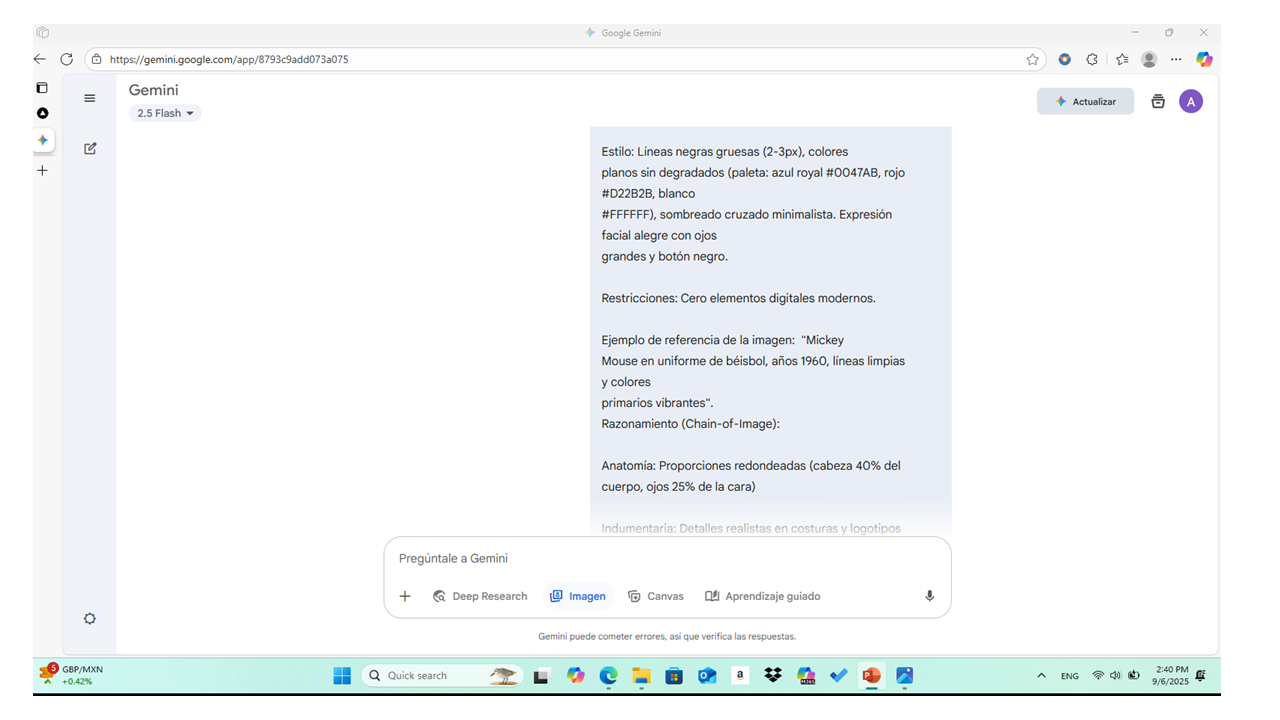 Google Gemini
https://gemini.google.com/app/8793c9add073a075
Gemini
2.5 Flash
Actualizar
A
Estilo: Líneas negras gruesas (2-3px), colores
planos sin degradados (paleta: azul royal #0047AB, rojo
#D22B2B, blanco
#FFFFFF), sombreado cruzado minimalista. Expresión
facial alegre con ojos
grandes y botón negro.
Restricciones: Cero elementos digitales modernos.
Ejemplo de referencia de la imagen: "Mickey
Mouse en uniforme de béisbol, años 1960, líneas limpias
y colores
primarios vibrantes".
Razonamiento (Chain-of-Image):
Anatomía: Proporciones redondeadas (cabeza 40% del
cuerpo, ojos 25% de la cara)
Indumentaria: Detalles realistas en costuras y logotipos
Pregúntale a Gemini
Deep Research
Imagen
Canvas
Aprendizaje guiado
Gemini puede cometer errores, así que verifica las respuestas.
5
GBP/MXN
+0.42%
Quick search
a
M365
ENG
2:40 PM
9/6/2025